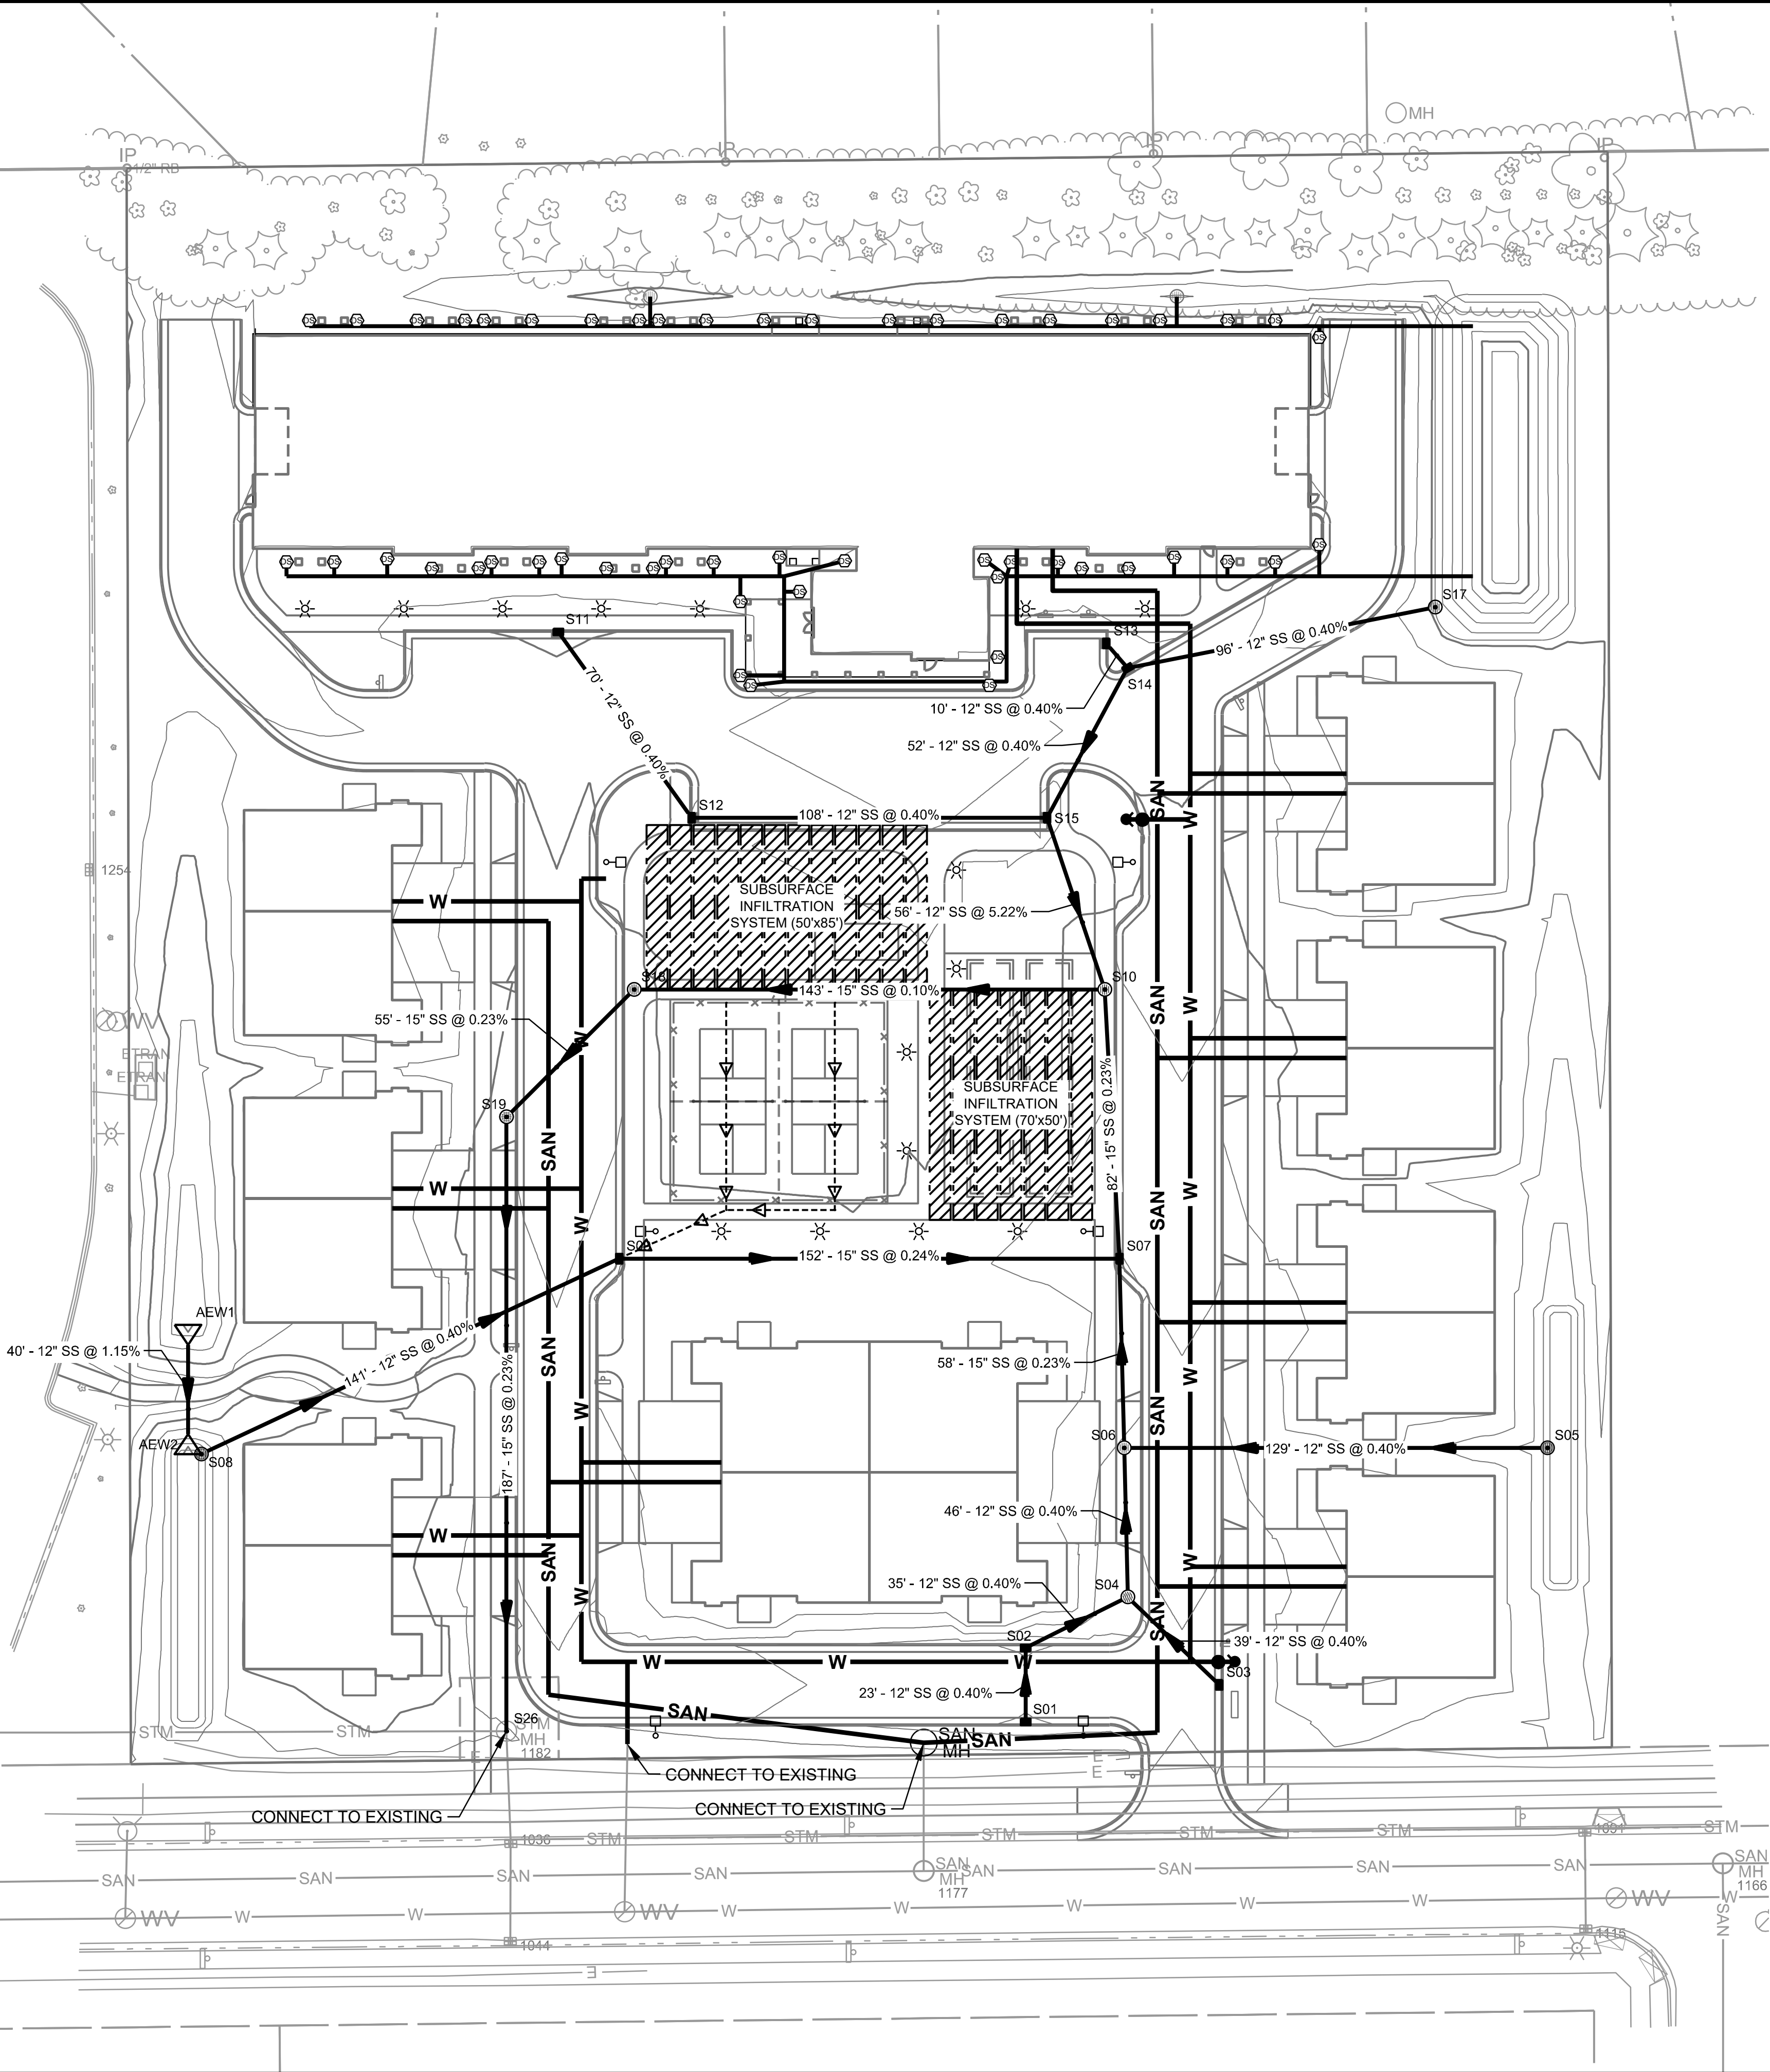 MH
IP
1/2" RB
IP
IP
IP
S11
S13
S17
96' - 12" SS @ 0.40%
S14
70' - 12" SS @ 0.40%
10' - 12" SS @ 0.40%
52' - 12" SS @ 0.40%
SAN
W
S12
108' - 12" SS @ 0.40%
S15
1254
SUBSURFACE
INFILTRATION
SYSTEM (50'x85')
W
56' - 12" SS @ 5.22%
S10
143' - 15" SS @ 0.10%
SAN
W
WV
55' - 15" SS @ 0.23%
W
ETRAN
ETRAN
82' - 15" SS @ 0.23%
SUBSURFACE
INFILTRATION
SYSTEM (70'x50')
S19
SAN
W
W
W
SAN
S07
152' - 15" SS @ 0.24%
AEW1
40' - 12" SS @ 1.15%
141' - 12" SS @ 0.40%
SAN
58' - 15" SS @ 0.23%
W
W
SAN
AEW2
S08
187' - 15" SS @ 0.23%
S06
129' - 12" SS @ 0.40%
S05
46' - 12" SS @ 0.40%
W
SAN
W
W
35' - 12" SS @ 0.40%
S04
SAN
S02
39' - 12" SS @ 0.40%
W
W
W
S03
23' - 12" SS @ 0.40%
S01
SAN
STM
STM
S26
STM
MH
1182
SAN
MH
SAN
E
E
E
CONNECT TO EXISTING
CONNECT TO EXISTING
CONNECT TO EXISTING
1036
STM
STM
STM
STM
STM
1091
STM
SAN
SAN
SAN
SAN
SAN
MH
1177
SAN
SAN
SAN
SAN
SAN
MH
1166
WV
W
W
WV
W
W
W
W
W
WV
W
SAN
1044
1115
E